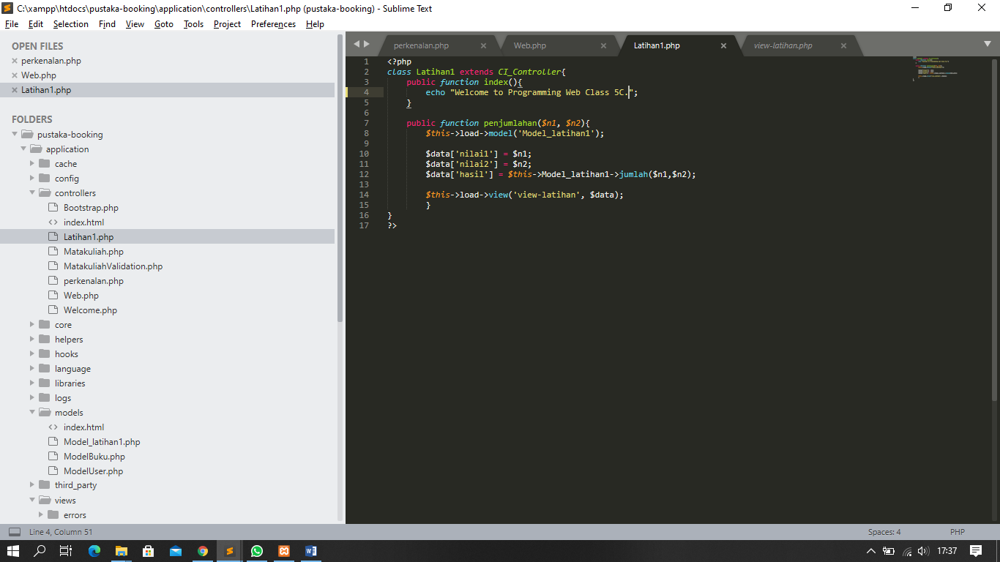 C:\xampp\htdocs\pustaka-booking\application\controllers\Latihan1.php (pustaka-booking) - Sublime Text
File Edit Selection Find View Goto Tools Project Preferences Help
OPEN FILES
perkenalan.php
Web.php
Latihan1.php
FOLDERS
pustaka-booking
application
cache
config
controllers
Bootstrap.php
<> index.html
Latihan1.php
Matakuliah.php
MatakuliahValidation.php
perkenalan.php
Web.php
Welcome.php
core
helpers
hooks
language
libraries
logs
models
<> index.html
Model_latihan1.php
ModelBuku.php
ModelUser.php
third_party
views
errors
perkenalan.php Web.php Latihan1.php view-latihan.php
1 <?php
2 class Latihan1 extends CI_Controller{
3 public function index(){
4 echo "Welcome to Programming Web Class 5C.";
5 }
6
7 public function penjumlahan($n1, $n2){
8 $this->load->model('Model_latihan1');
9
10 $data['nilai1'] = $n1;
11 $data['nilai2'] = $n2;
12 $data['hasil'] = $this->Model_latihan1->jumlah($n1,$n2);
13
14 $this->load->view('view-latihan', $data);
15 }
16 }
17 ?>
Line 4, Column 51 Spaces: 4 PHP
17:37